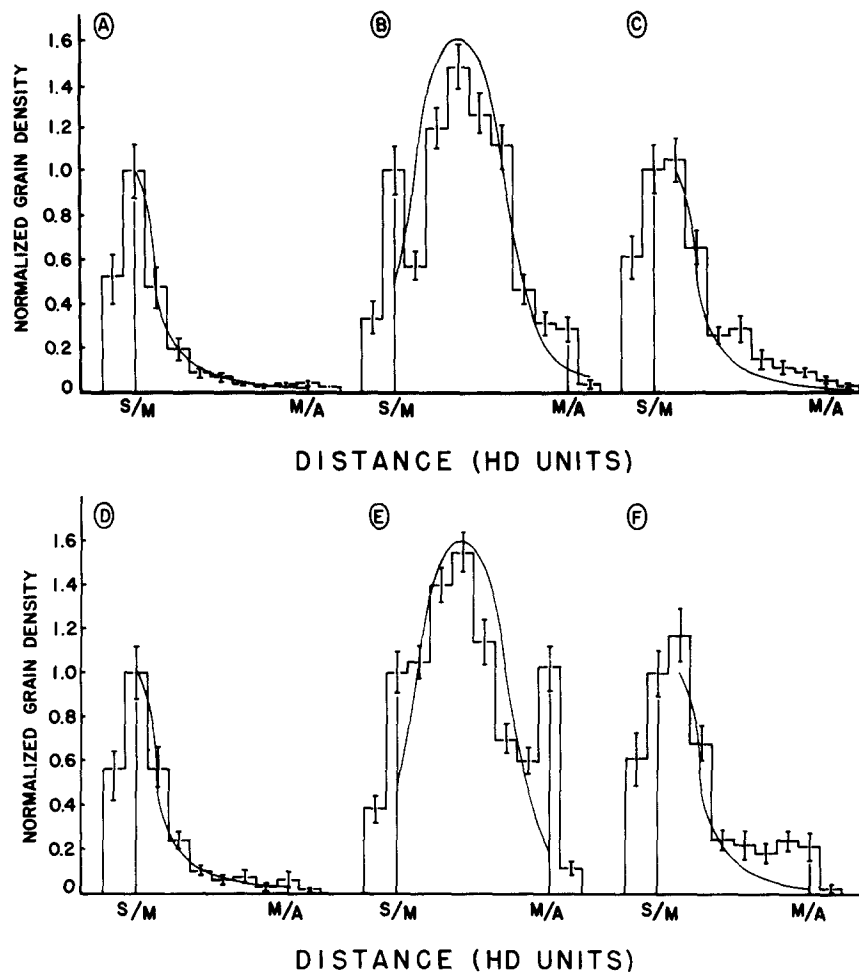 A B C
NORMALIZED GRAIN DENSITY
1.6
1.4
1.2
1.0
0.8
0.6
0.4
0.2
0
S/M M/A S/M M/A S/M M/A
DISTANCE (HD UNITS)
D E F
NORMALIZED GRAIN DENSITY
1.6
1.4
1.2
1.0
0.8
0.6
0.4
0.2
0
S/M M/A S/M M/A S/M M/A
DISTANCE (HD UNITS)